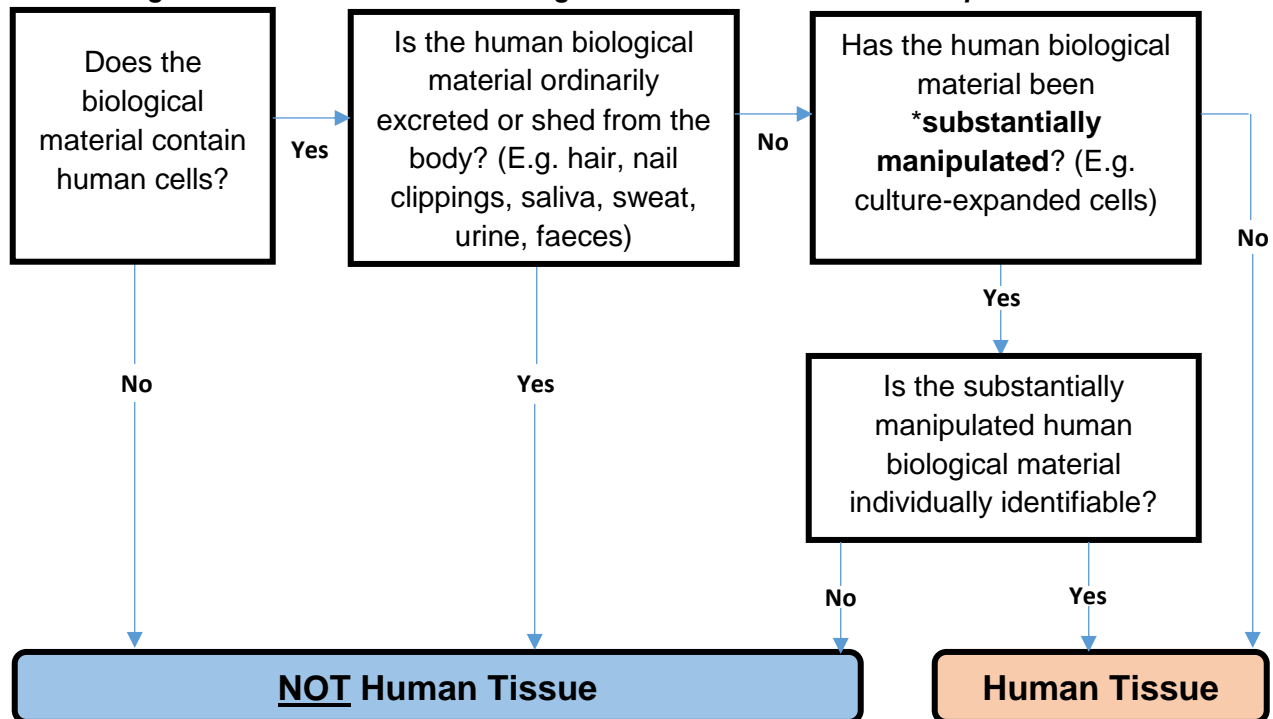 Does the
biological
material contain
human cells?
Yes
Is the human biological
material ordinarily
excreted or shed from the
body? (E.g. hair, nail
clippings, saliva, sweat,
urine, faeces)
No
Has the human biological
material been
*substantially
manipulated? (E.g.
culture-expanded cells)
No
Yes
No
Yes
Is the substantially
manipulated human
biological material
individually identifiable?
No
Yes
NOT Human Tissue
Human Tissue